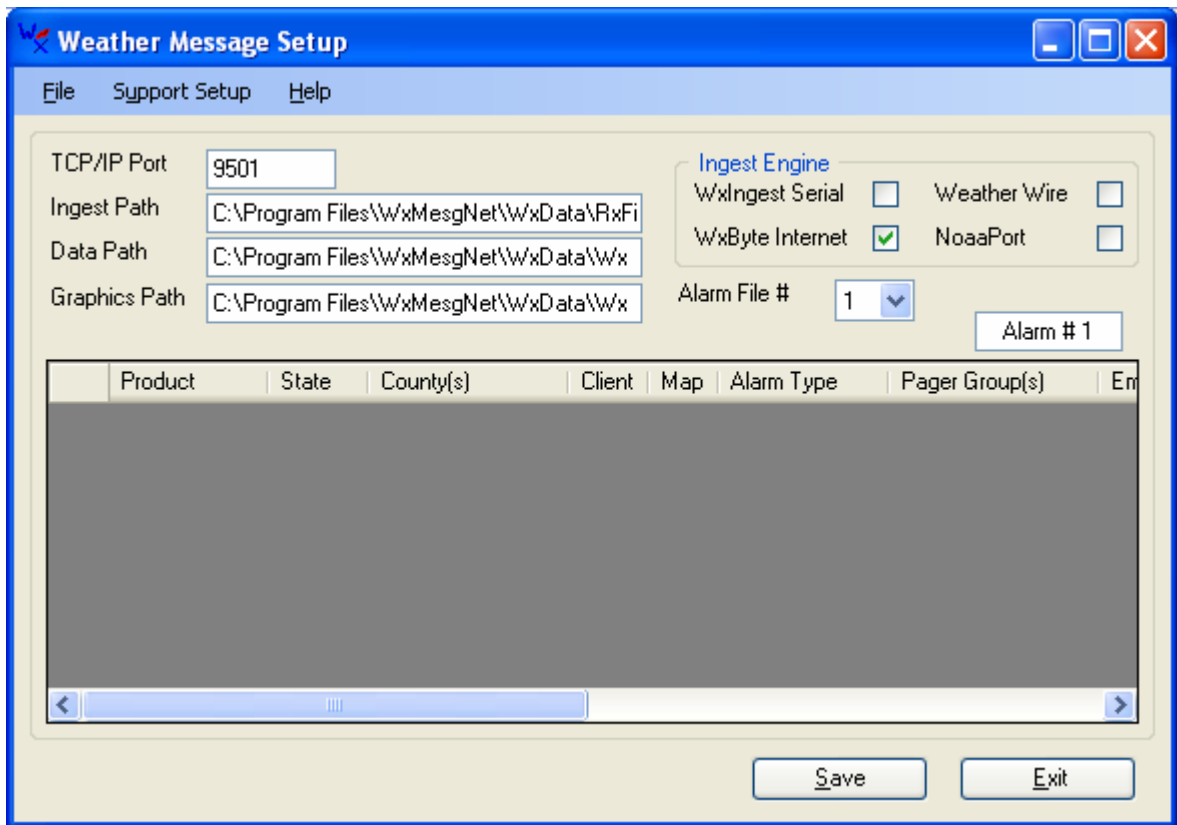 Wx Weather Message Setup
File Support Setup Help
TCP/IP Port 9501
Ingest Path C:\Program Files\WxMesgNet\WxData\RxFi
Data Path C:\Program Files\WxMesgNet\WxData\Wx
Graphics Path C:\Program Files\WxMesgNet\WxData\Wx
Ingest Engine
WxIngest Serial Weather Wire
WxByte Internet NoaaPort
Alarm File # 1
Alarm # 1
Product State County(s) Client Map Alarm Type Pager Group(s) Em
Save Exit